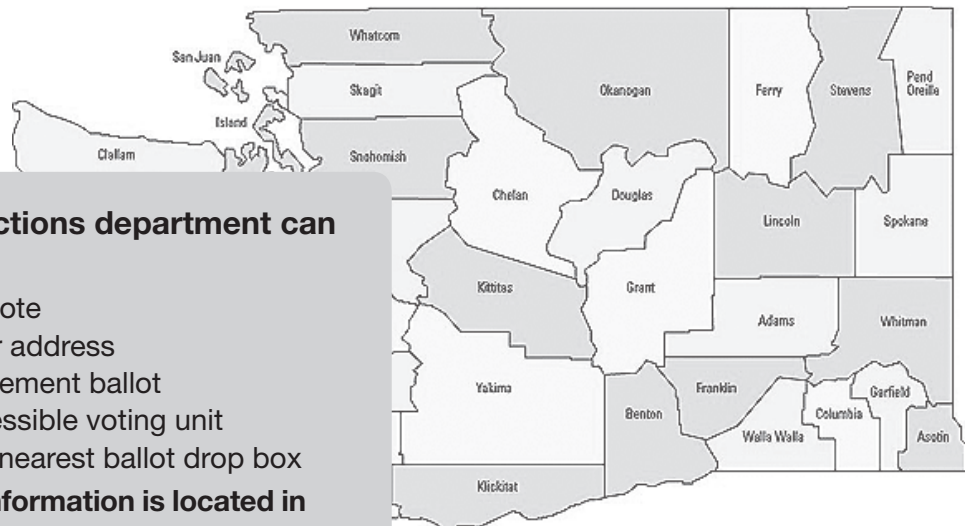 Whatcom
San Juan
Skagit
Okanogan
Ferry
Stevens
Pend
Oreille
Island
Clallam
Snohomish
Chelan
Douglas
Lincoln
Spokane
Kittitas
Grant
Adams
Whitman
Yakima
Benton
Franklin
Walla Walla
Columbia
Garfield
Asotin
Klickitat
ctions department can
ote
r address
ement ballot
essible voting unit
nearest ballot drop box
nformation is located in